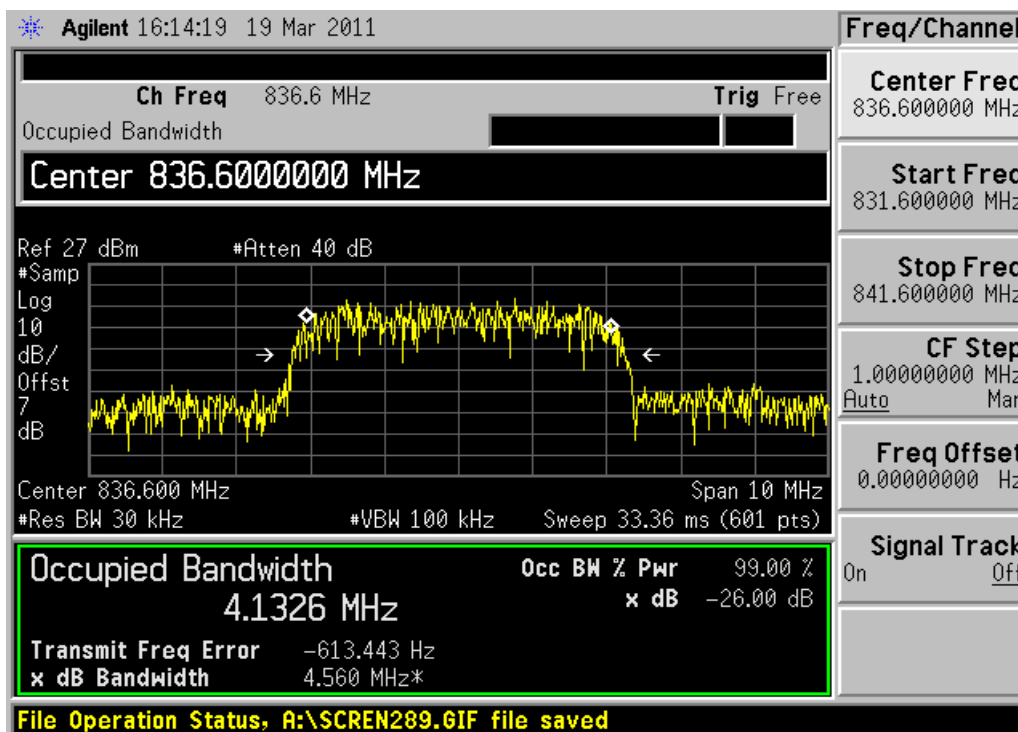 Agilent 16:14:19 19 Mar 2011
Freq/Channel
Ch Freq 836.6 MHz
Trig Free
Occupied Bandwidth
Center 836.6000000 MHz
Ref 27 dBm #Atten 40 dB
#Samp
Log
10
dB/
Offst
7
dB
Center 836.600 MHz Span 10 MHz
#Res BW 30 kHz #VBW 100 kHz Sweep 33.36 ms (601 pts)
Occupied Bandwidth
4.1326 MHz
Occ BW % Pwr 99.00 %
x dB -26.00 dB
Transmit Freq Error -613.443 Hz
x dB Bandwidth 4.560 MHz*
File Operation Status, A:\SCREN289.GIF file saved
Center Freq
836.600000 MHz
Start Freq
831.600000 MHz
Stop Freq
841.600000 MHz
CF Step
1.00000000 MHz
Auto Man
Freq Offset
0.00000000 Hz
Signal Track
On Off